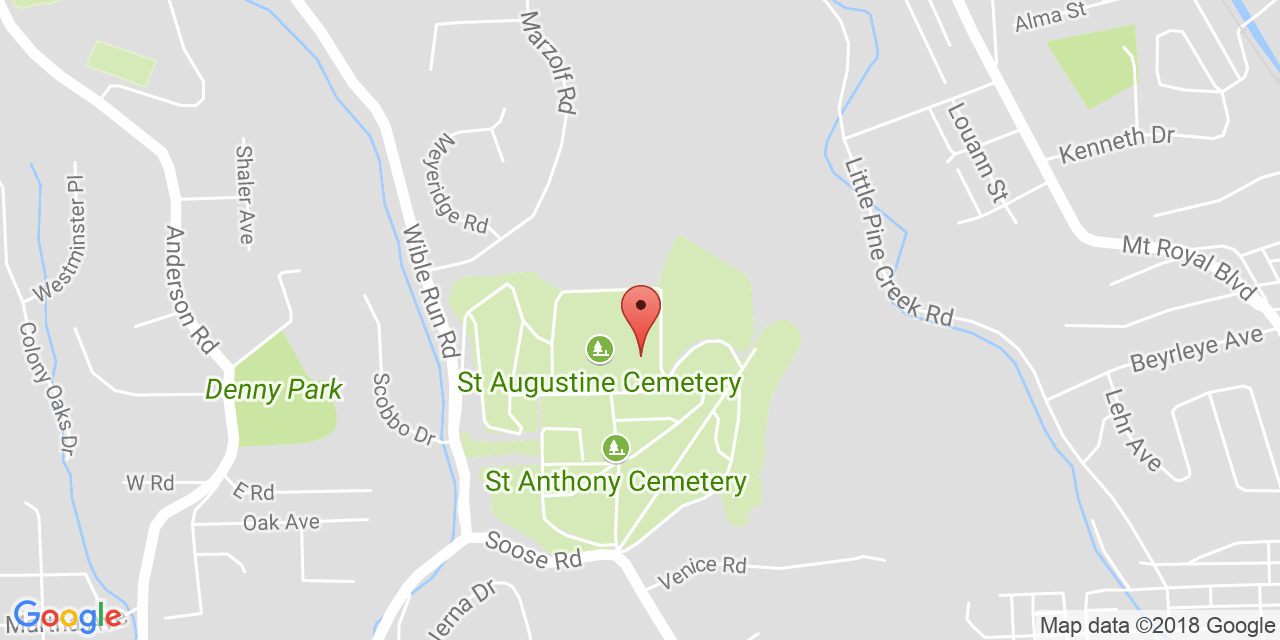 Alma St
Marzolf Rd
Louann St
Kenneth Dr
Meyeridge Rd
Shaler Ave
Westminster Pl
Little Pine Creek Rd
Anderson Rd
Wible Run Rd
Mt Royal Blvd
Colony Oaks Dr
Beyrleye Ave
Denny Park
St Augustine Cemetery
Scobbo Dr
Lehr Ave
St Anthony Cemetery
W Rd
E Rd
Oak Ave
Soose Rd
Venice Rd
Google
Map data ©2018 Google